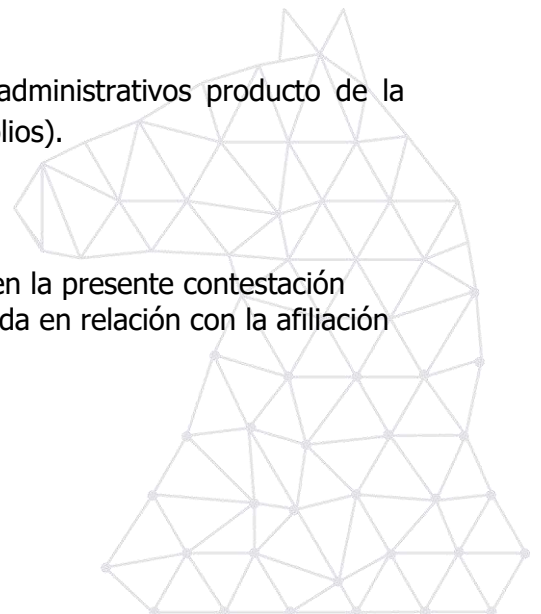 administrativos producto de la
lios).
en la presente contestación
da en relación con la afiliación